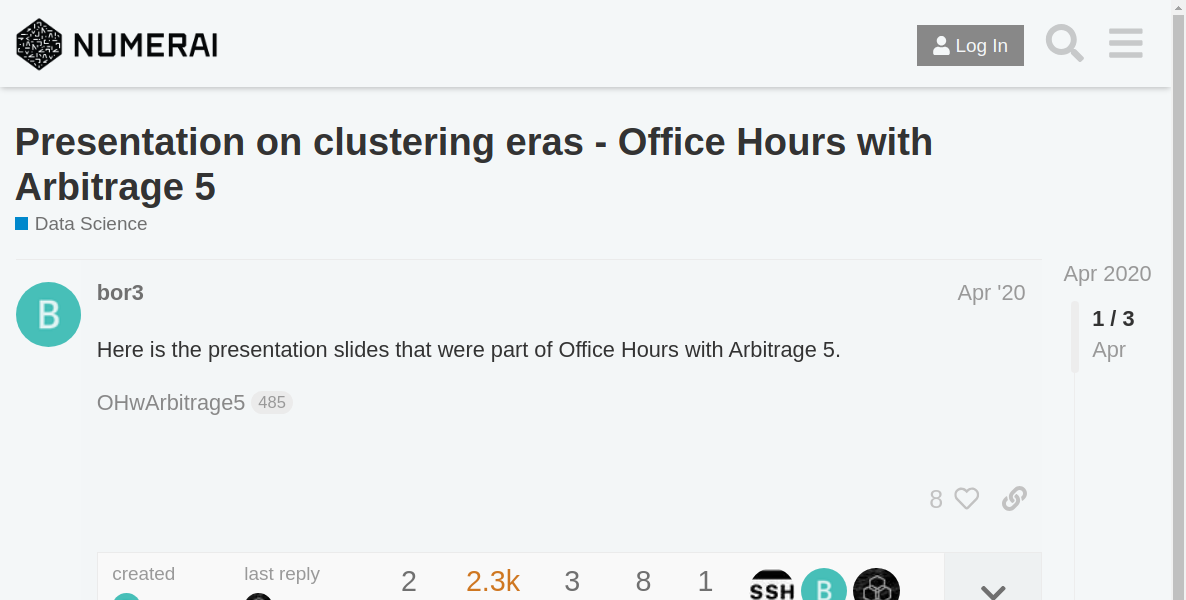 NUMERAI
Log In
Presentation on clustering eras - Office Hours with
Arbitrage 5
Data Science
bor3
Apr '20
Here is the presentation slides that were part of Office Hours with Arbitrage 5.
OHwArbitrage5 485
8
created
last reply
2
2.3k
3
8
1
SSH
B
B
Apr 2020
1 / 3
Apr